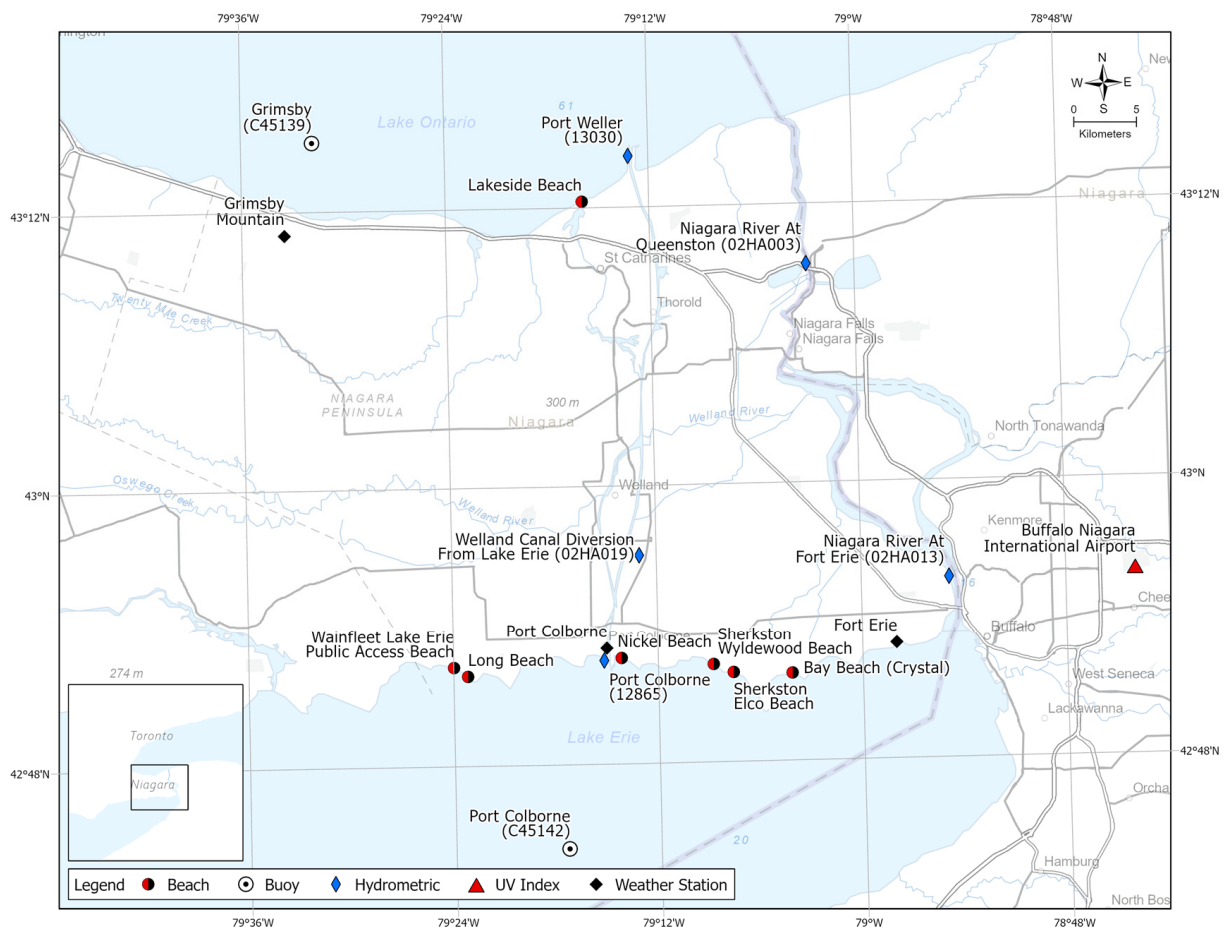 79°36'W
79°24'W
79°12'W
79°W
78°48'W
N
W
E
S
0
5
Kilometers
Grimsby
(C45139)
61
Lake Ontario
Port Weller
(13030)
Lakeside Beach
Niagara
43°12'N
43°12'N
Grimsby
Mountain
Niagara River At
Queenston (02HA003)
St Catharines
Twenty Mile Creek
Thorold
Niagara Falls
Niagara Falls
NIAGARA
PENINSULA
300 m
Niagara
Welland River
North Tonawanda
43°N
43°N
Oswego Creek
Welland
Welland River
Kenmore
Buffalo Niagara
International Airport
Welland Canal Diversion
From Lake Erie (02HA019)
Niagara River At
Fort Erie (02HA013)
16
Chee
Wainfleet Lake Erie
Public Access Beach
Port Colborne
Nickel Beach
Sherkston
Wyldewood Beach
Fort Erie
Buffalo
Long Beach
Bay Beach (Crystal)
274 m
Port Colborne
(12865)
Sherkston
Elco Beach
West Seneca
Lackawanna
Toronto
Lake Erie
42°48'N
42°48'N
Niagara
Orcha
Port Colborne
(C45142)
20
Hamburg
Legend
Beach
Buoy
Hydrometric
UV Index
Weather Station
North Bos
79°36'W
79°24'W
79°12'W
79°W
78°48'W